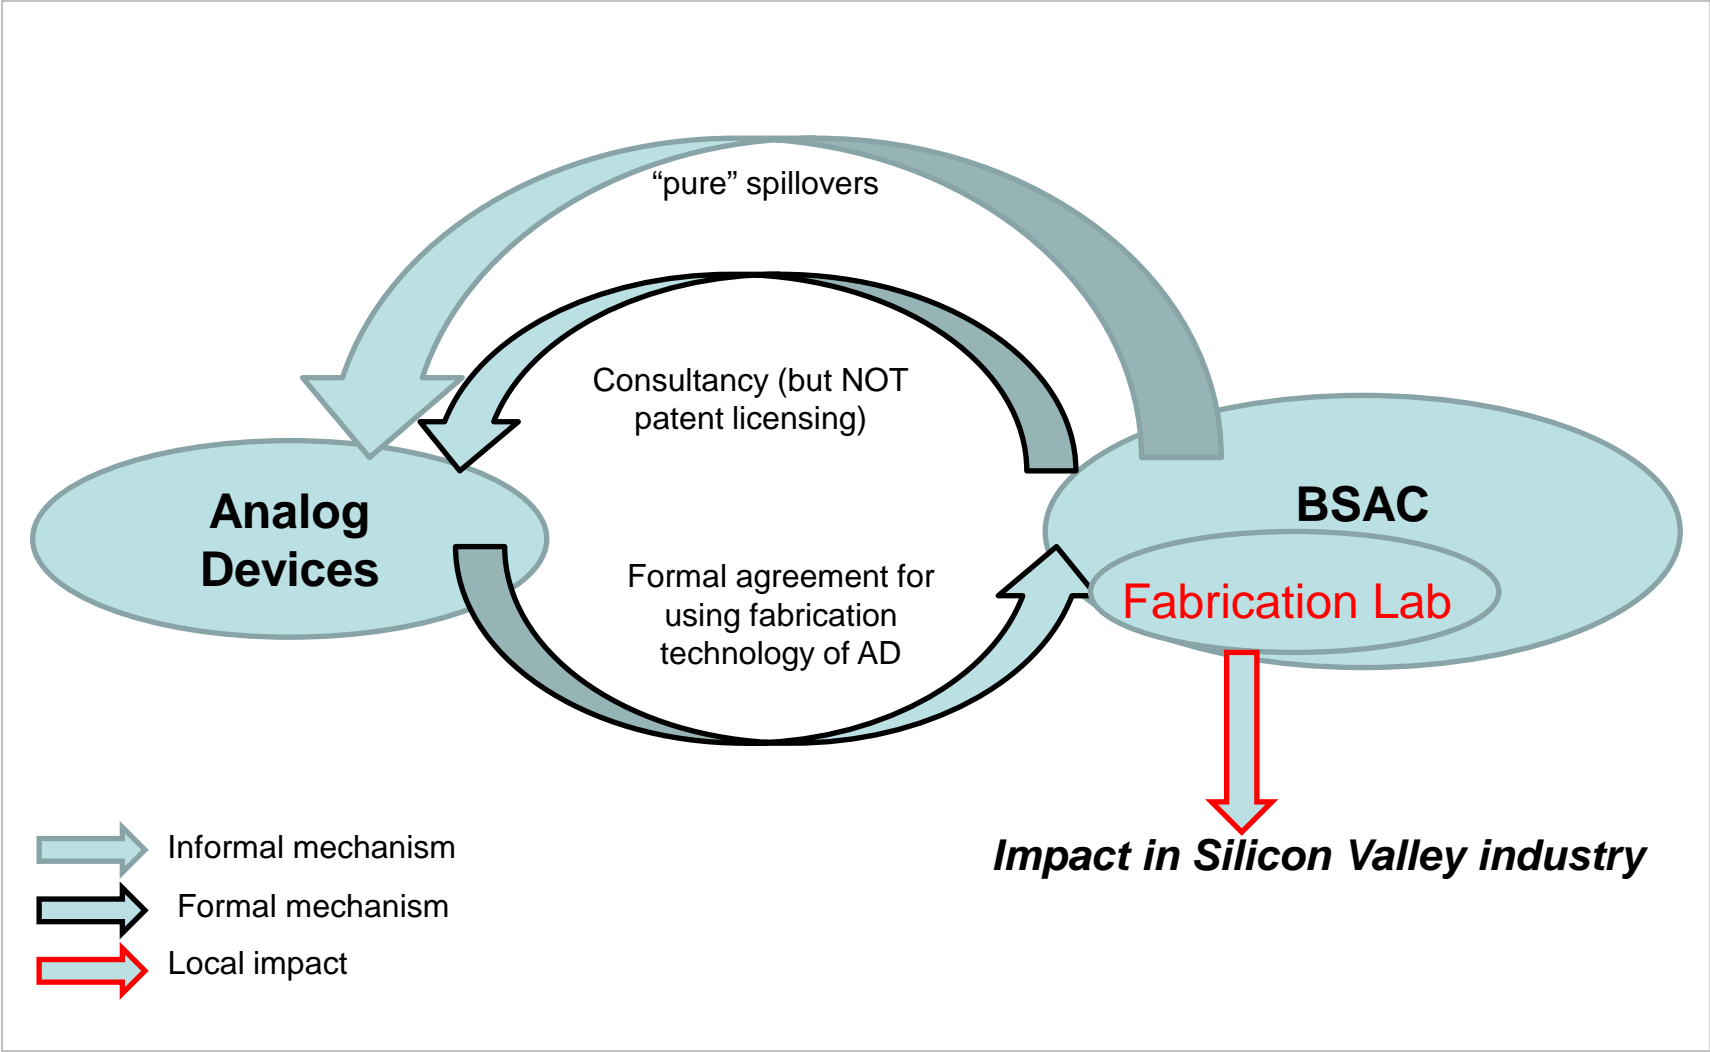 “pure” spillovers
Consultancy (but NOT
patent licensing)
Analog
Devices
BSAC
Fabrication Lab
Formal agreement for
using fabrication
technology of AD
Impact in Silicon Valley industry
Informal mechanism
Formal mechanism
Local impact